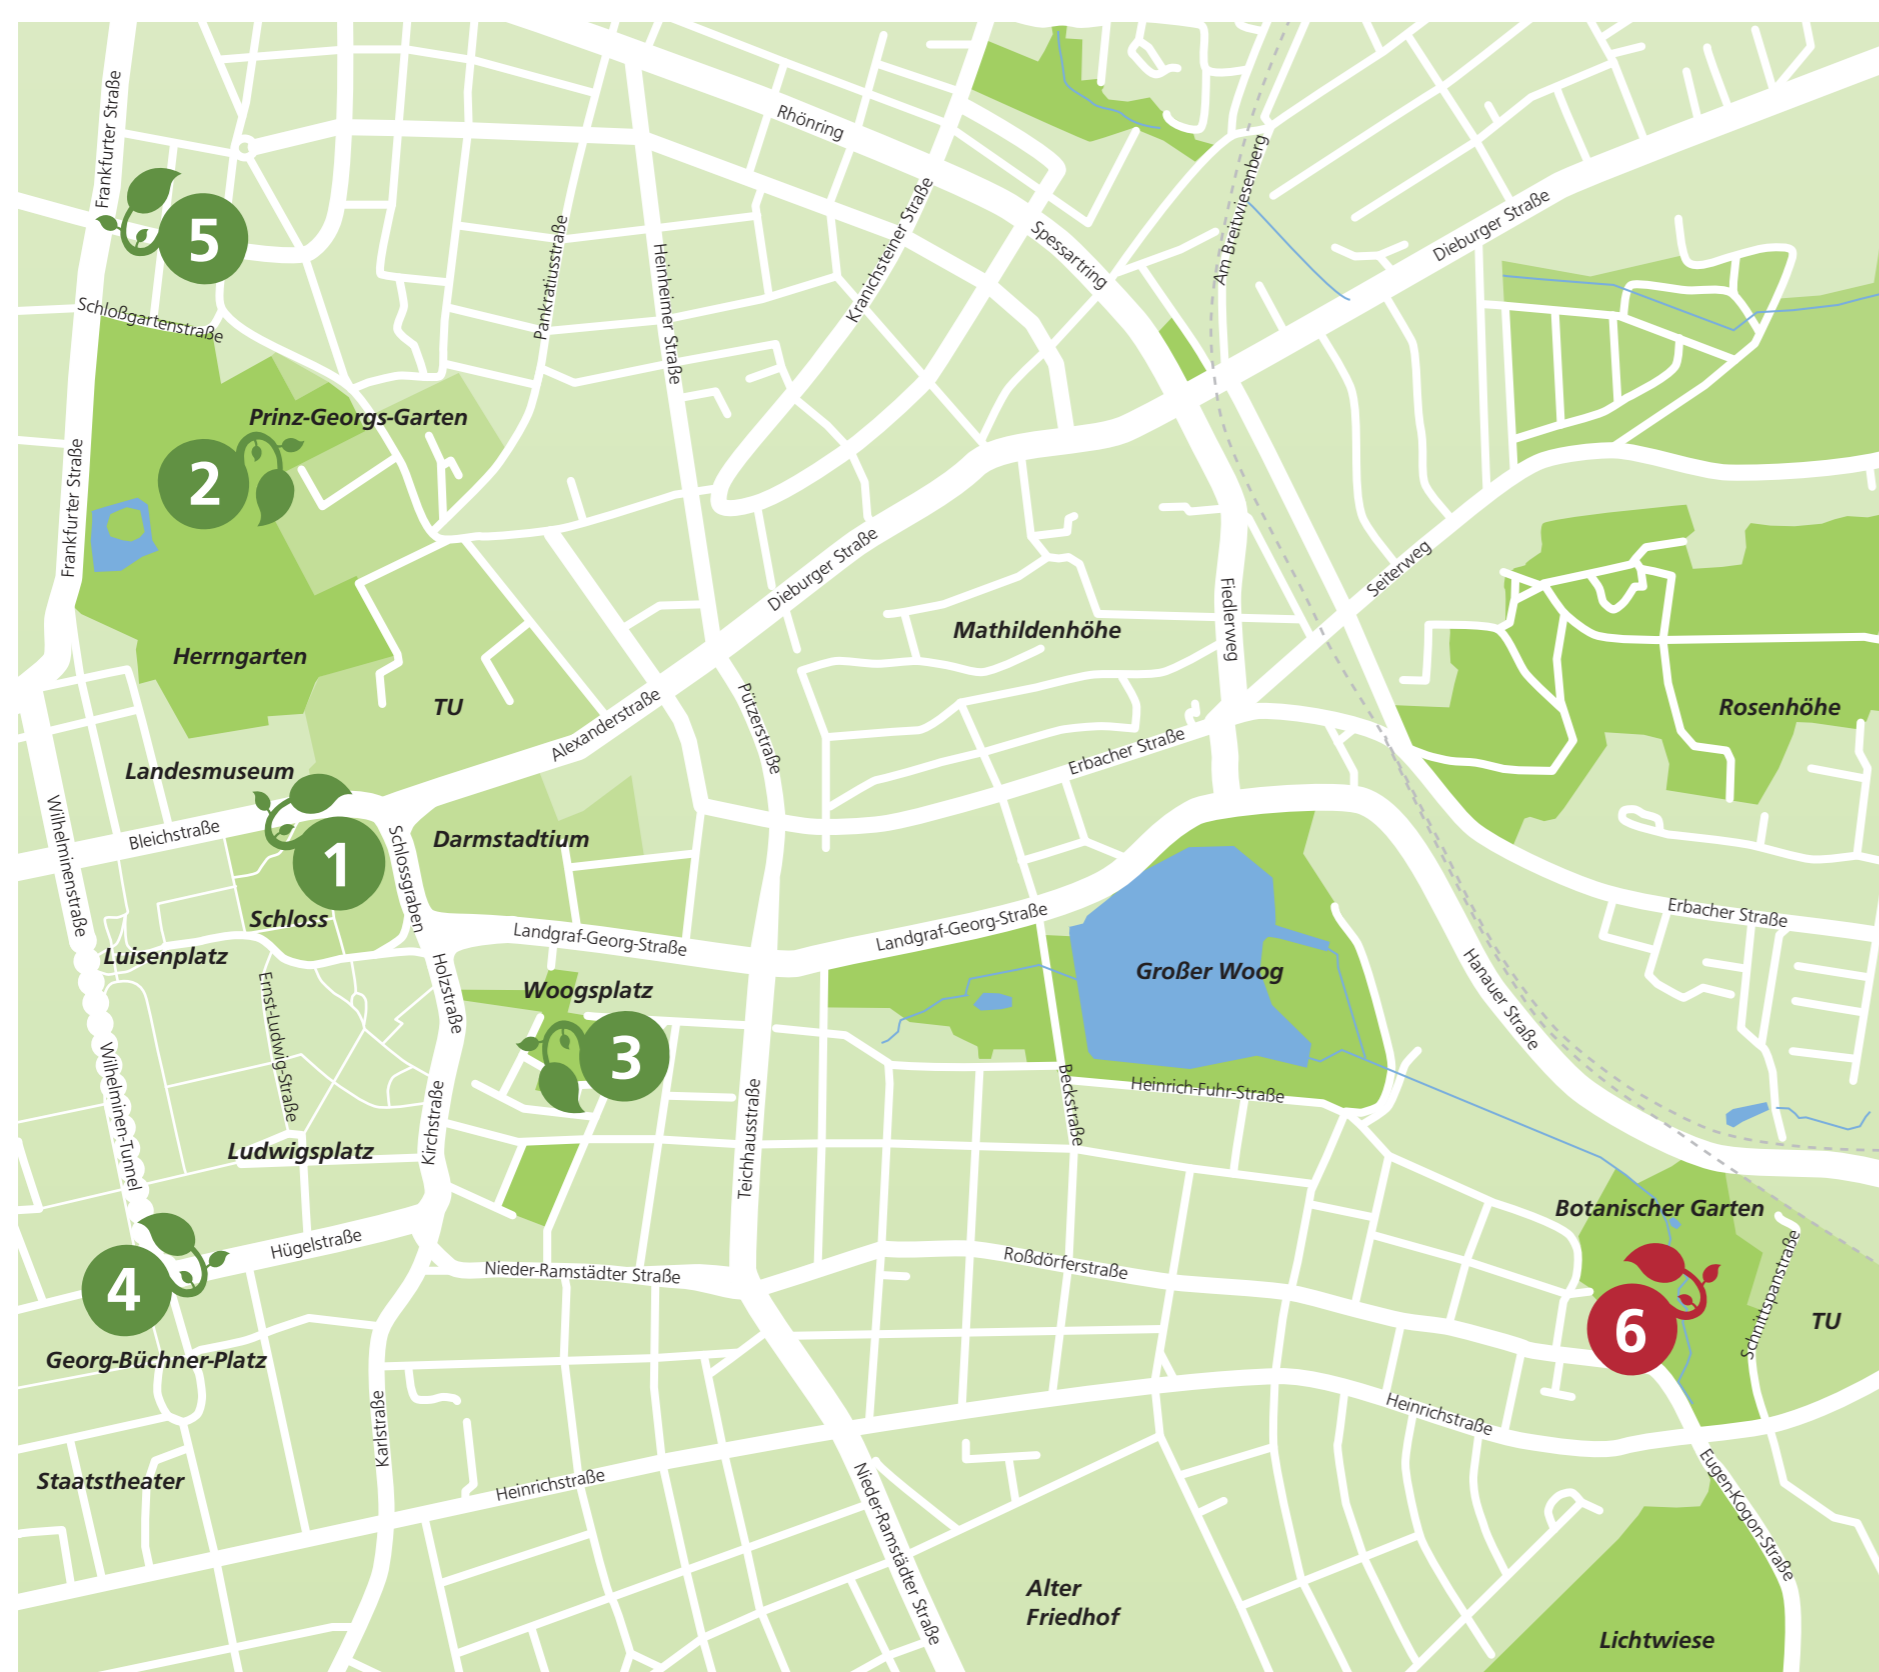 Frankfurter Straße
Rhönring
Am Breitwiesenberg
Kranichsteiner Straße
Dieburger Straße
5
Pankratiusstraße
Heinheimer Straße
Spessartring
Schloßgartenstraße
Prinz-Georgs-Garten
2
Frankfurter Straße
Dieburger Straße
Seiterweg
Fiedlerweg
Mathildenhöhe
Herrngarten
TU
Rosenhöhe
Alexanderstraße
Pützerstraße
Erbacher Straße
Landesmuseum
Bleichstraße
Wilhelminenstraße
1
Schlossgraben
Darmstadtium
Schloss
Landgraf-Georg-Straße
Landgraf-Georg-Straße
Erbacher Straße
Luisenplatz
Holzstraße
Ernst-Ludwig-Straße
Woogsplatz
Großer Woog
Hanauer Straße
3
Wilhelminen-Tunnel
Kirchstraße
Teichhausstraße
Beckstraße
Heinrich-Fuhr-Straße
Ludwigsplatz
Botanischer Garten
Hügelstraße
Nieder-Ramstädter Straße
Roßdörferstraße
4
6
Schnittspanstraße
TU
Georg-Büchner-Platz
Karlstraße
Heinrichstraße
Staatstheater
Heinrichstraße
Nieder-Ramstädter Straße
Eugen-Kogon-Straße
Alter
Friedhof
Lichtwiese